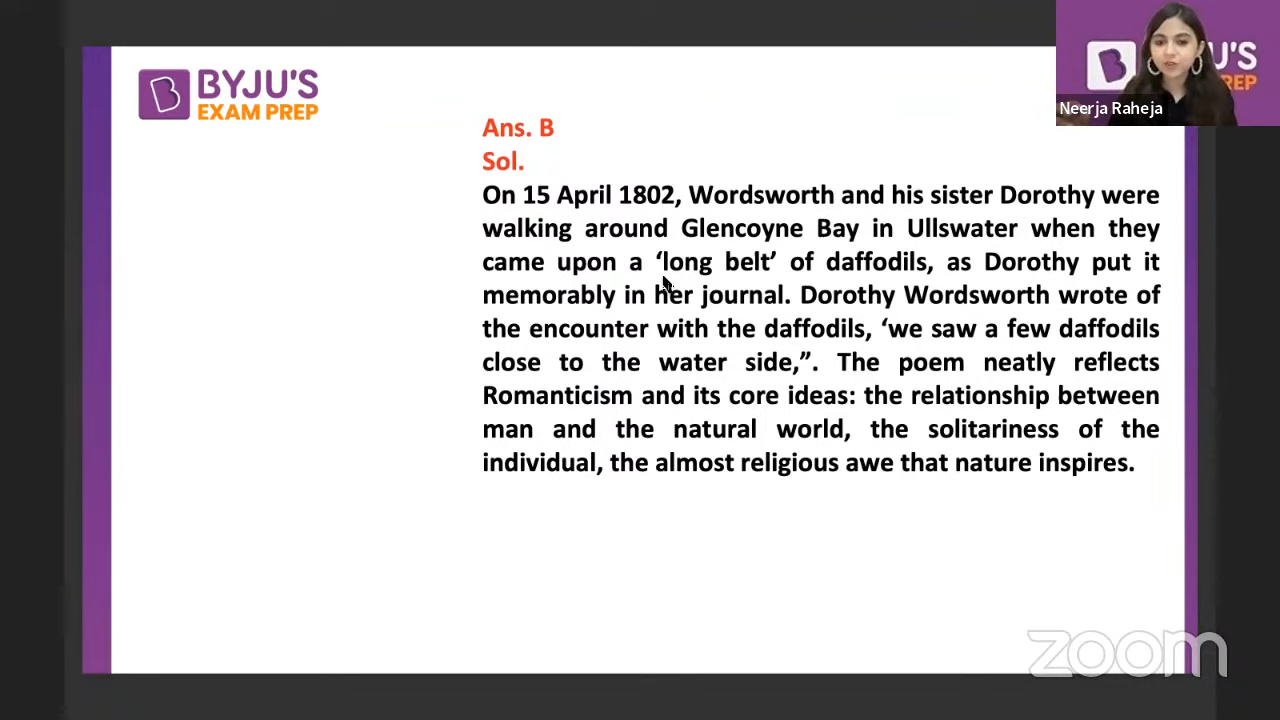 BYJU'S
EXAM PREP
U'S
EP
Neerja Raheja
Ans. B
Sol.
On 15 April 1802, Wordsworth and his sister Dorothy were
walking around Glencoyne Bay in Ullswater when they
came upon a ‘long belt’ of daffodils, as Dorothy put it
memorably in her journal. Dorothy Wordsworth wrote of
the encounter with the daffodils, ‘we saw a few daffodils
close to the water side,”. The poem neatly reflects
Romanticism and its core ideas: the relationship between
man and the natural world, the solitariness of the
individual, the almost religious awe that nature inspires.
zoom